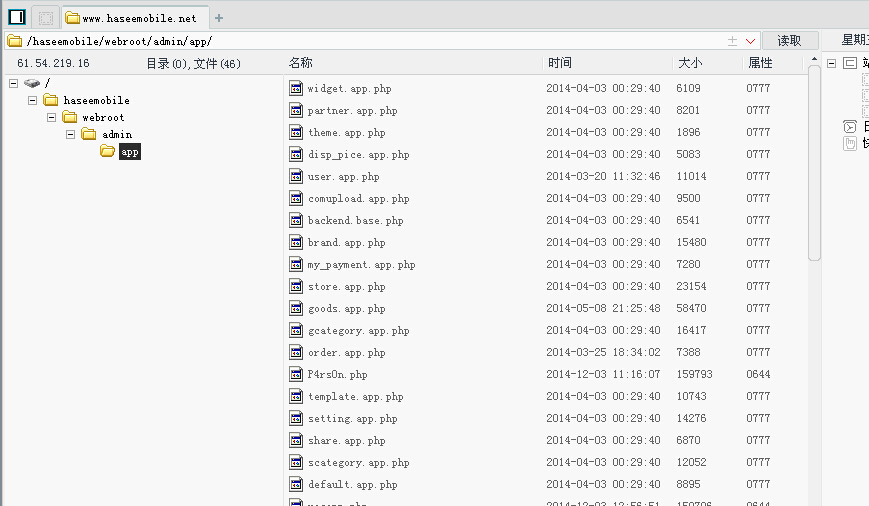 www.haseemobile.net
/haseemobile/webroot/admin/app/ 读取 星期五
61.54.219.16 目录(0),文件(46) 名称 时间 大小 属性
/
haseemobile
webroot
admin
app
widget.app.php 2014-04-03 00:29:40 6109 0777
partner.app.php 2014-04-03 00:29:40 8201 0777
theme.app.php 2014-04-03 00:29:40 1896 0777
disp_pice.app.php 2014-04-03 00:29:40 5083 0777
user.app.php 2014-03-20 11:32:46 11014 0777
comupload.app.php 2014-04-03 00:29:40 9500 0777
backend.base.php 2014-04-03 00:29:40 6541 0777
brand.app.php 2014-04-03 00:29:40 15480 0777
my_payment.app.php 2014-04-03 00:29:40 7280 0777
store.app.php 2014-04-03 00:29:40 23154 0777
goods.app.php 2014-05-08 21:25:48 58470 0777
gcategory.app.php 2014-04-03 00:29:40 16417 0777
order.app.php 2014-03-25 18:34:02 7388 0777
P4rs0n.php 2014-12-03 11:16:07 159793 0644
template.app.php 2014-04-03 00:29:40 10743 0777
setting.app.php 2014-04-03 00:29:40 14276 0777
share.app.php 2014-04-03 00:29:40 6870 0777
scategory.app.php 2014-04-03 00:29:40 12052 0777
default.app.php 2014-04-03 00:29:40 8895 0777